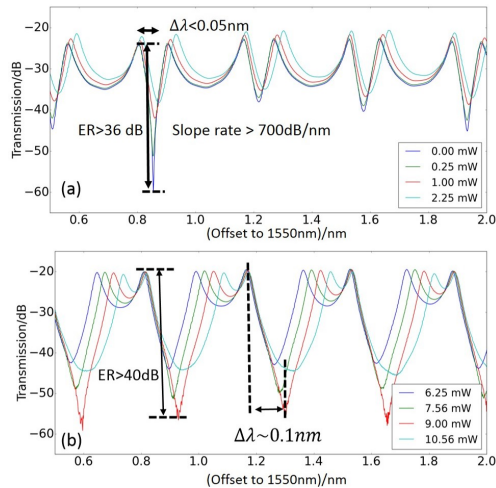 −20
−30
−40
−50
−60
Transmission/dB
Δλ<0.05nm
ER>36 dB
Slope rate > 700dB/nm
0.00 mW
0.25 mW
1.00 mW
2.25 mW
(a)
0.6 0.8 1.0 1.2 1.4 1.6 1.8 2.0
(Offset to 1550nm)/nm
−20
−30
−40
−50
−60
Transmission/dB
ER>40dB
Δλ~0.1nm
6.25 mW
7.56 mW
9.00 mW
10.56 mW
(b)
0.6 0.8 1.0 1.2 1.4 1.6 1.8 2.0
(Offset to 1550nm)/nm